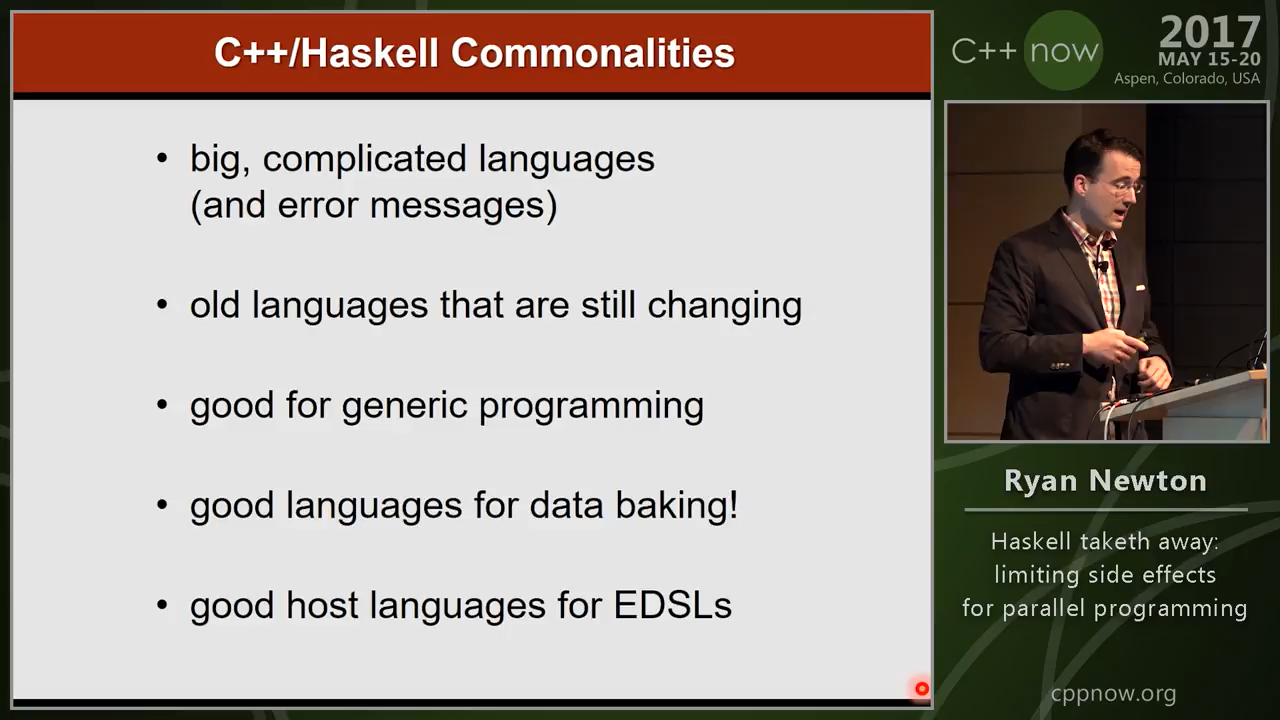 C++/Haskell Commonalities
• big, complicated languages
(and error messages)
• old languages that are still changing
• good for generic programming
• good languages for data baking!
• good host languages for EDSLs
C++ now
2017
MAY 15-20
Aspen, Colorado, USA
Ryan Newton
Haskell taketh away:
limiting side effects
for parallel programming
cppnow.org